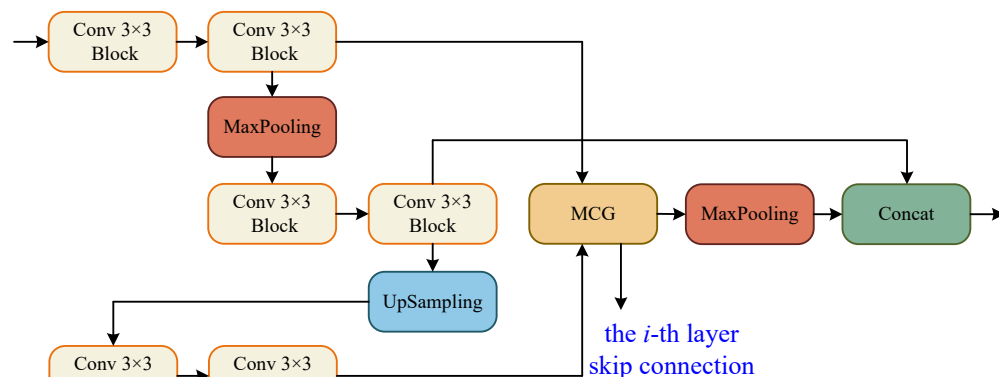 Conv 3×3
Block
Conv 3×3
Block
MaxPooling
Conv 3×3
Block
Conv 3×3
Block
MCG
MaxPooling
Concat
UpSampling
the i-th layer
skip connection
Conv 3×3
Conv 3×3